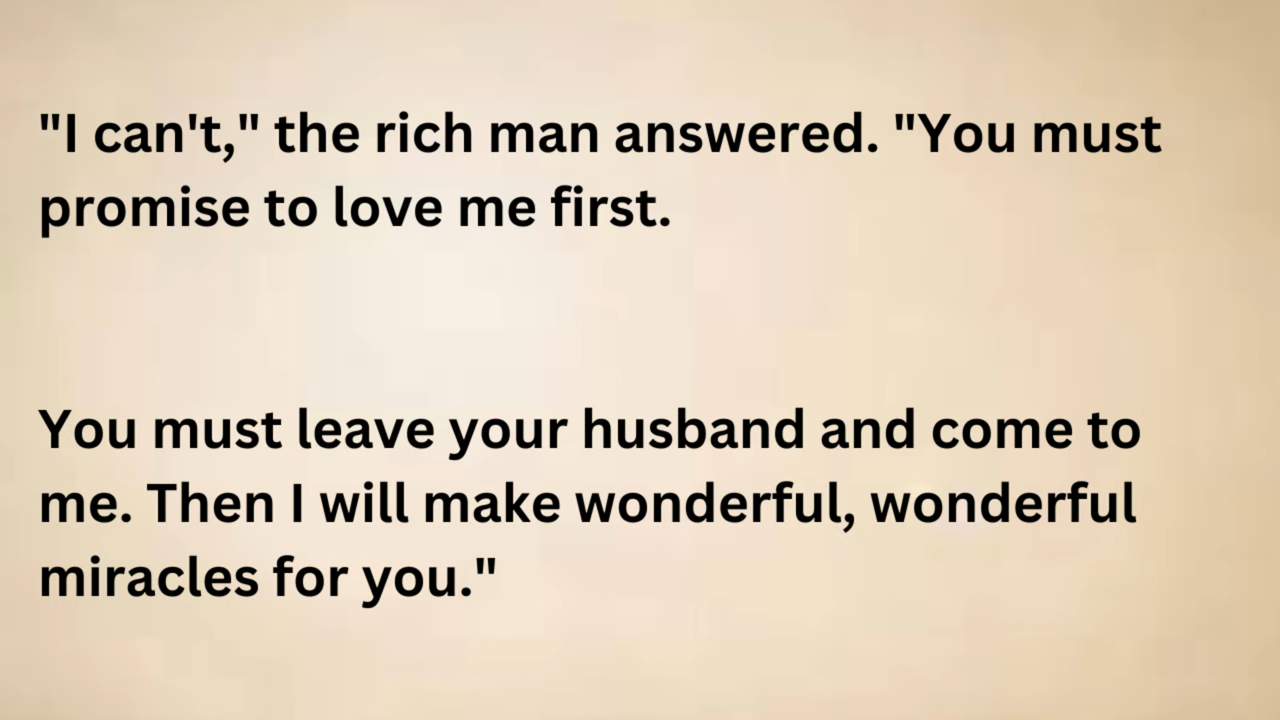 "I can't," the rich man answered. "You must
promise to love me first.
You must leave your husband and come to
me. Then I will make wonderful, wonderful
miracles for you."